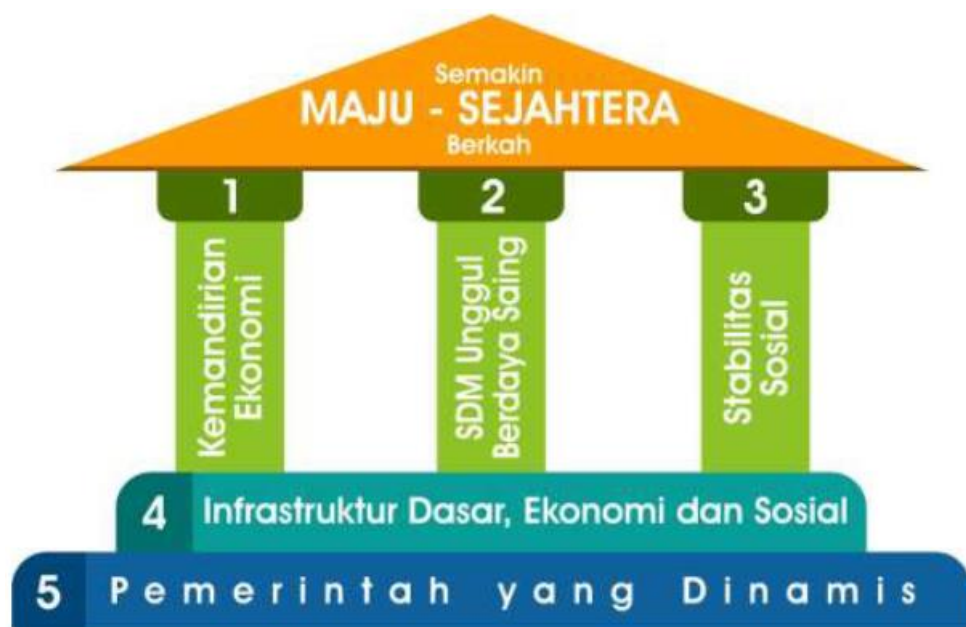 Semakin
MAJU - SEJAHTERA
Berkah
1
Kemandirian
Ekonomi
2
SDM Unggul
Berdaya Saing
3
Stabilitas
Sosial
4 Infrastruktur Dasar, Ekonomi dan Sosial
5 Pemerintah yang Dinamis